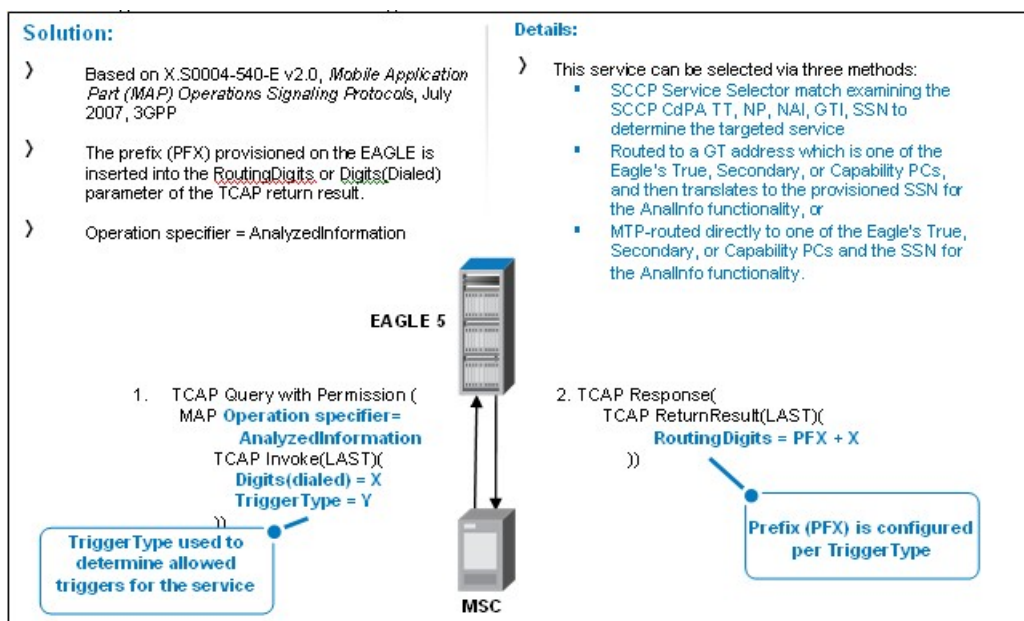 Solution:
› Based on X.S0004-540-E v2.0, Mobile Application
Part (MAP) Operations Signaling Protocols, July
2007, 3GPP
› The prefix (PFX) provisioned on the EAGLE is
inserted into the RoutingDigits or Digits(Dialed)
parameter of the TCAP return result.
› Operation specifier = AnalyzedInformation
Details:
› This service can be selected via three methods:
▪ SCCP Service Selector match examining the
SCCP CdPA TT, NP, NAI, GTI, SSN to
determine the targeted service
▪ Routed to a GT address which is one of the
Eagle's True, Secondary, or Capability PCs,
and then translates to the provisioned SSN for
the AnalInfo functionality, or
▪ MTP-routed directly to one of the Eagle's True,
Secondary, or Capability PCs and the SSN for
the AnalInfo functionality.
EAGLE 5
1. TCAP Query with Permission (
MAP Operation specifier=
AnalyzedInformation
TCAP Invoke(LAST)(
Digits(dialed) = X
TriggerType = Y
))
TriggerType used to
determine allowed
triggers for the service
2. TCAP Response(
TCAP ReturnResult(LAST)(
RoutingDigits = PFX + X
))
Prefix (PFX) is configured
per TriggerType
MSC